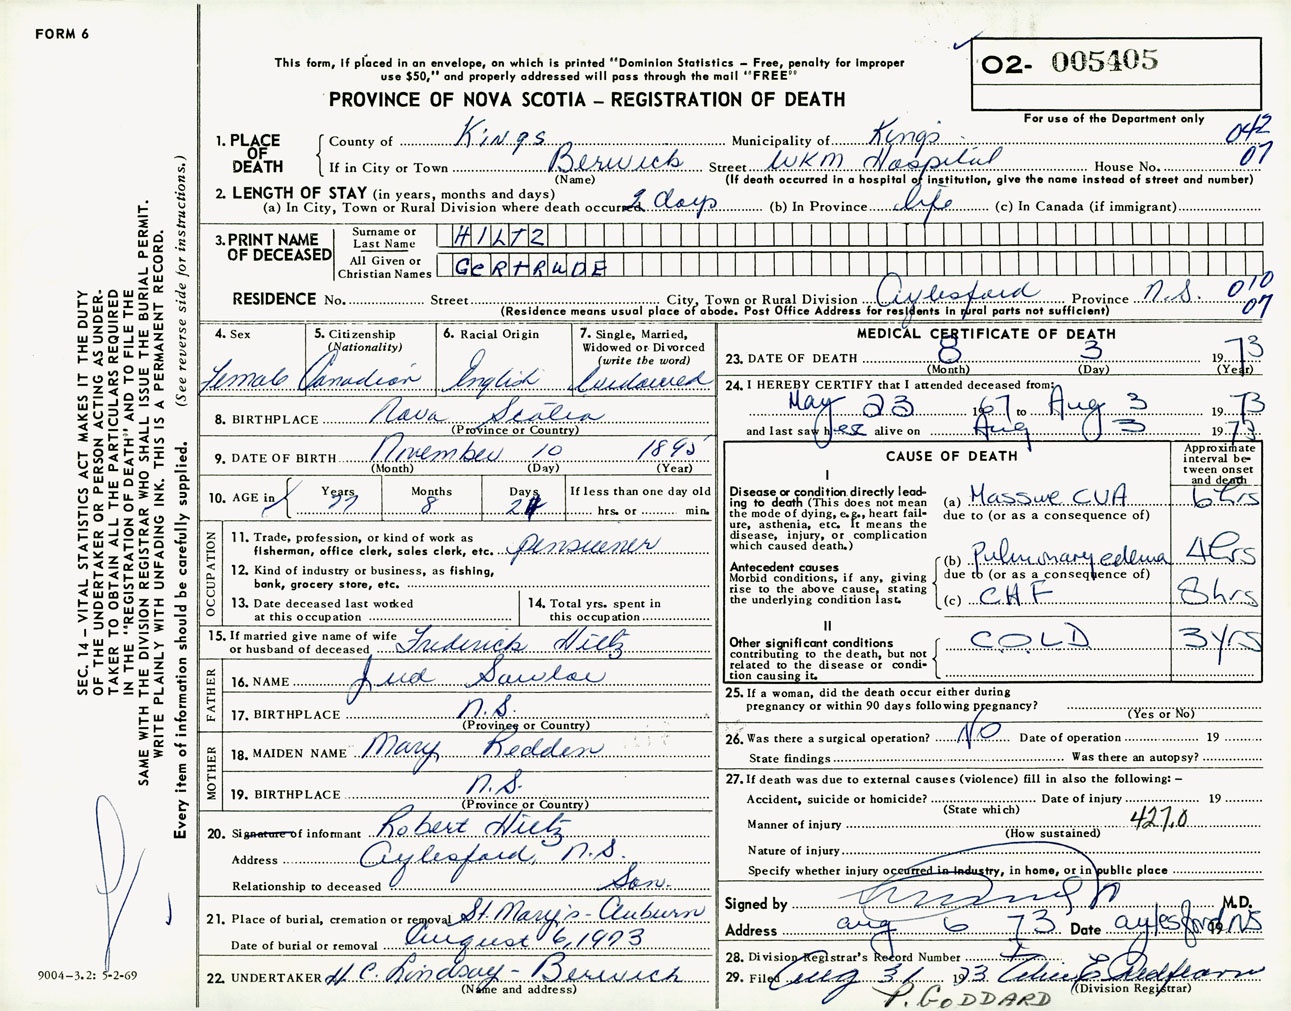 FORM 6
This form, if placed in an envelope, on which is printed "Dominion Statistics – Free, penalty for improper
use $50," and properly addressed will pass through the mail "FREE"
PROVINCE OF NOVA SCOTIA – REGISTRATION OF DEATH
O2- 005405
For use of the Department only
1. PLACE OF DEATH
County of Kings Municipality of Kings 042
If in City or Town Berwick Street WKM Hospital House No. 07
(Name) (If death occurred in a hospital of institution, give the name instead of street and number)
2. LENGTH OF STAY (in years, months and days)
(a) In City, Town or Rural Division where death occurred 2 days (b) In Province life (c) In Canada (if immigrant)
3. PRINT NAME OF DECEASED
Surname or Last Name HILTZ
All Given or Christian Names GERTRUDE
RESIDENCE No. Street City, Town or Rural Division Aylesford Province N.S. 010
07
(Residence means usual place of abode. Post Office Address for residents in rural parts not sufficient)
4. Sex Female
5. Citizenship (Nationality) Canadian
6. Racial Origin English
7. Single, Married, Widowed or Divorced (write the word) Widowed
8. BIRTHPLACE Nova Scotia
(Province or Country)
9. DATE OF BIRTH November 10 1895
(Month) (Day) (Year)
10. AGE in Years 77 Months 8 Days 24 If less than one day old
hrs. or min.
OCCUPATION
11. Trade, profession, or kind of work as
fisherman, office clerk, sales clerk, etc. pensioner
12. Kind of industry or business, as fishing,
bank, grocery store, etc.
13. Date deceased last worked
at this occupation
14. Total yrs. spent in
this occupation
15. If married give name of wife
or husband of deceased Frederick Hiltz
FATHER
16. NAME Jud
17. BIRTHPLACE N.S.
(Province or Country)
MOTHER
18. MAIDEN NAME Mary Redden
19. BIRTHPLACE N.S.
(Province or Country)
20. Signature of informant Robert Hiltz
Address Aylesford, N.S.
Relationship to deceased Son.
21. Place of burial, cremation or removal St. Mary's - Auburn
Date of burial or removal August 6, 1973
22. UNDERTAKER H.C. Lindsay - Berwick
(Name and address)
MEDICAL CERTIFICATE OF DEATH
23. DATE OF DEATH 8 3 1973
(Month) (Day) (Year)
24. I HEREBY CERTIFY that I attended deceased from:
May 23 1967 to Aug 3 1973
and last saw her alive on Aug 3 1973
CAUSE OF DEATH
Approximate interval between onset and death
I
Disease or condition directly lead-
ing to death (This does not mean
the mode of dying, e.g., heart fail-
ure, asthenia, etc. It means the
disease, injury, or complication
which caused death.)
(a) Massive CVA 6 hrs
due to (or as a consequence of)
(b) Pulmonary edema 4 hrs
due to (or as a consequence of)
Antecedent causes
Morbid conditions, if any, giving
rise to the above cause, stating
the underlying condition last.
(c) CHF 8 hrs
II
Other significant conditions
contributing to the death, but not
related to the disease or condi-
tion causing it.
COLD 3 yrs
25. If a woman, did the death occur either during
pregnancy or within 90 days following pregnancy?
(Yes or No)
26. Was there a surgical operation? No Date of operation 19
State findings Was there an autopsy?
27. If death was due to external causes (violence) fill in also the following: –
Accident, suicide or homicide? Date of injury 19
(State which)
Manner of injury 427.0
(How sustained)
Nature of injury
Specify whether injury occurred in industry, in home, or in public place
Signed by M.D.
Address Aug 6 73 Date aylesford 19 NS
28. Division Registrar's Record Number
29. Filed Aug 31 1973
(Division Registrar)
P. GODDARD
SEC. 14 – VITAL STATISTICS ACT MAKES IT THE DUTY
OF THE UNDERTAKER OR PERSON ACTING AS UNDER-
TAKER TO OBTAIN ALL THE PARTICULARS REQUIRED
IN THE "REGISTRATION OF DEATH" AND TO FILE THE
SAME WITH THE DIVISION REGISTRAR WHO SHALL ISSUE THE BURIAL PERMIT.
WRITE PLAINLY WITH UNFADING INK. THIS IS A PERMANENT RECORD.
Every item of information should be carefully supplied. (See reverse side for instructions.)
9004-3.2: 5-2-69